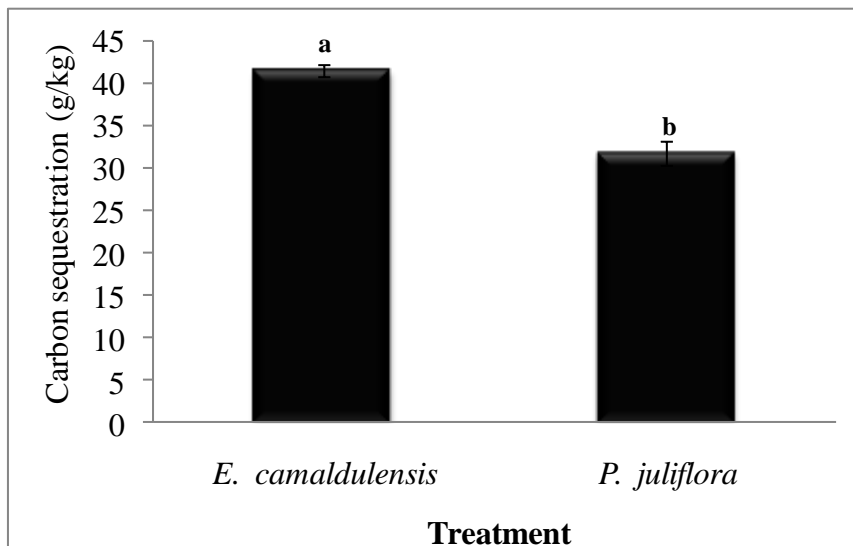 Carbon sequestration (g/kg)
45
40
35
30
25
20
15
10
5
0
a
b
E. camaldulensis
P. juliflora
Treatment